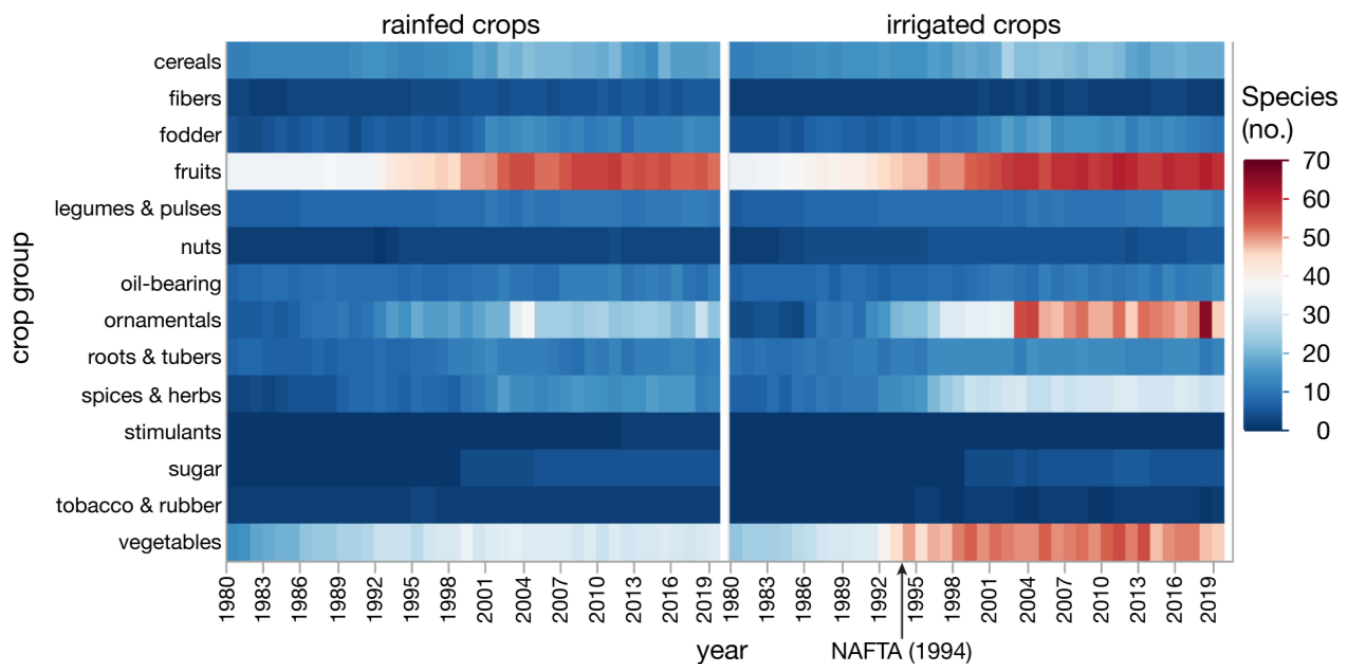 rainfed crops
irrigated crops
crop group
cereals
fibers
fodder
fruits
legumes & pulses
nuts
oil-bearing
ornamentals
roots & tubers
spices & herbs
stimulants
sugar
tobacco & rubber
vegetables
1980 1983 1986 1989 1992 1995 1998 2001 2004 2007 2010 2013 2016 2019
1980 1983 1986 1989 1992 1995 1998 2001 2004 2007 2010 2013 2016 2019
year
NAFTA (1994)
Species
(no.)
70
60
50
40
30
20
10
0